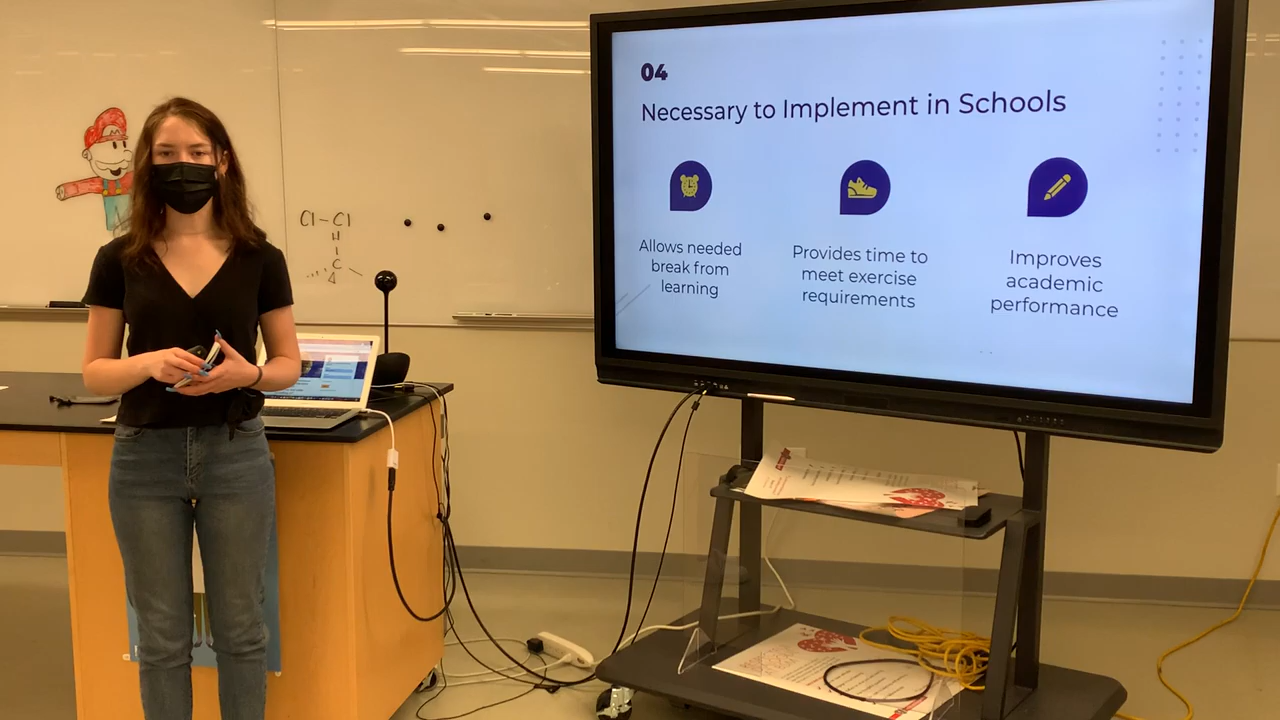 04
Necessary to Implement in Schools
Allows needed
break from
learning
Provides time to
meet exercise
requirements
Improves
academic
performance
M
Cl-Cl
H
C